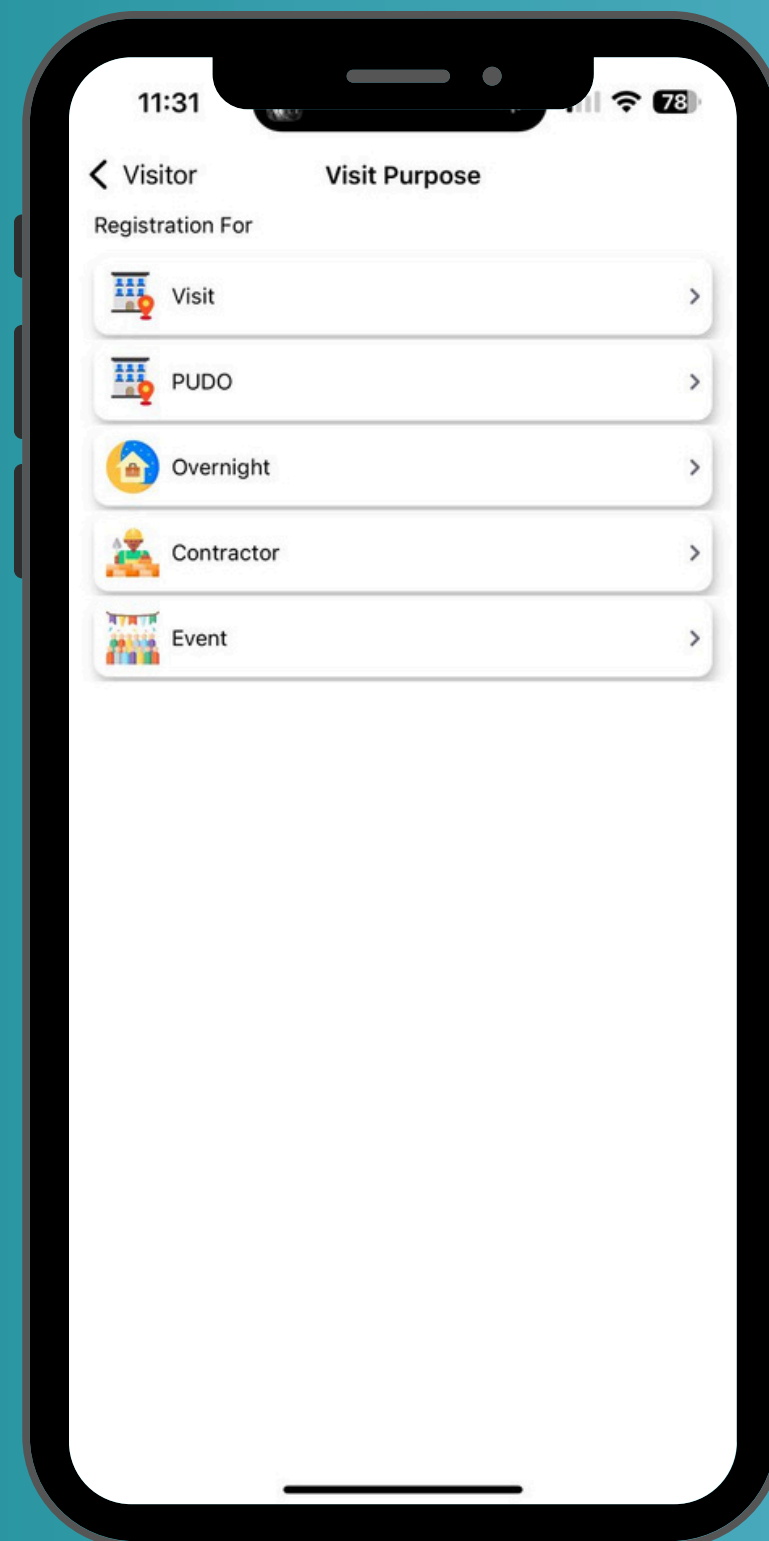 11:31
78
Visitor
Visit Purpose
Registration For
Visit
PUDO
Overnight
Contractor
Event